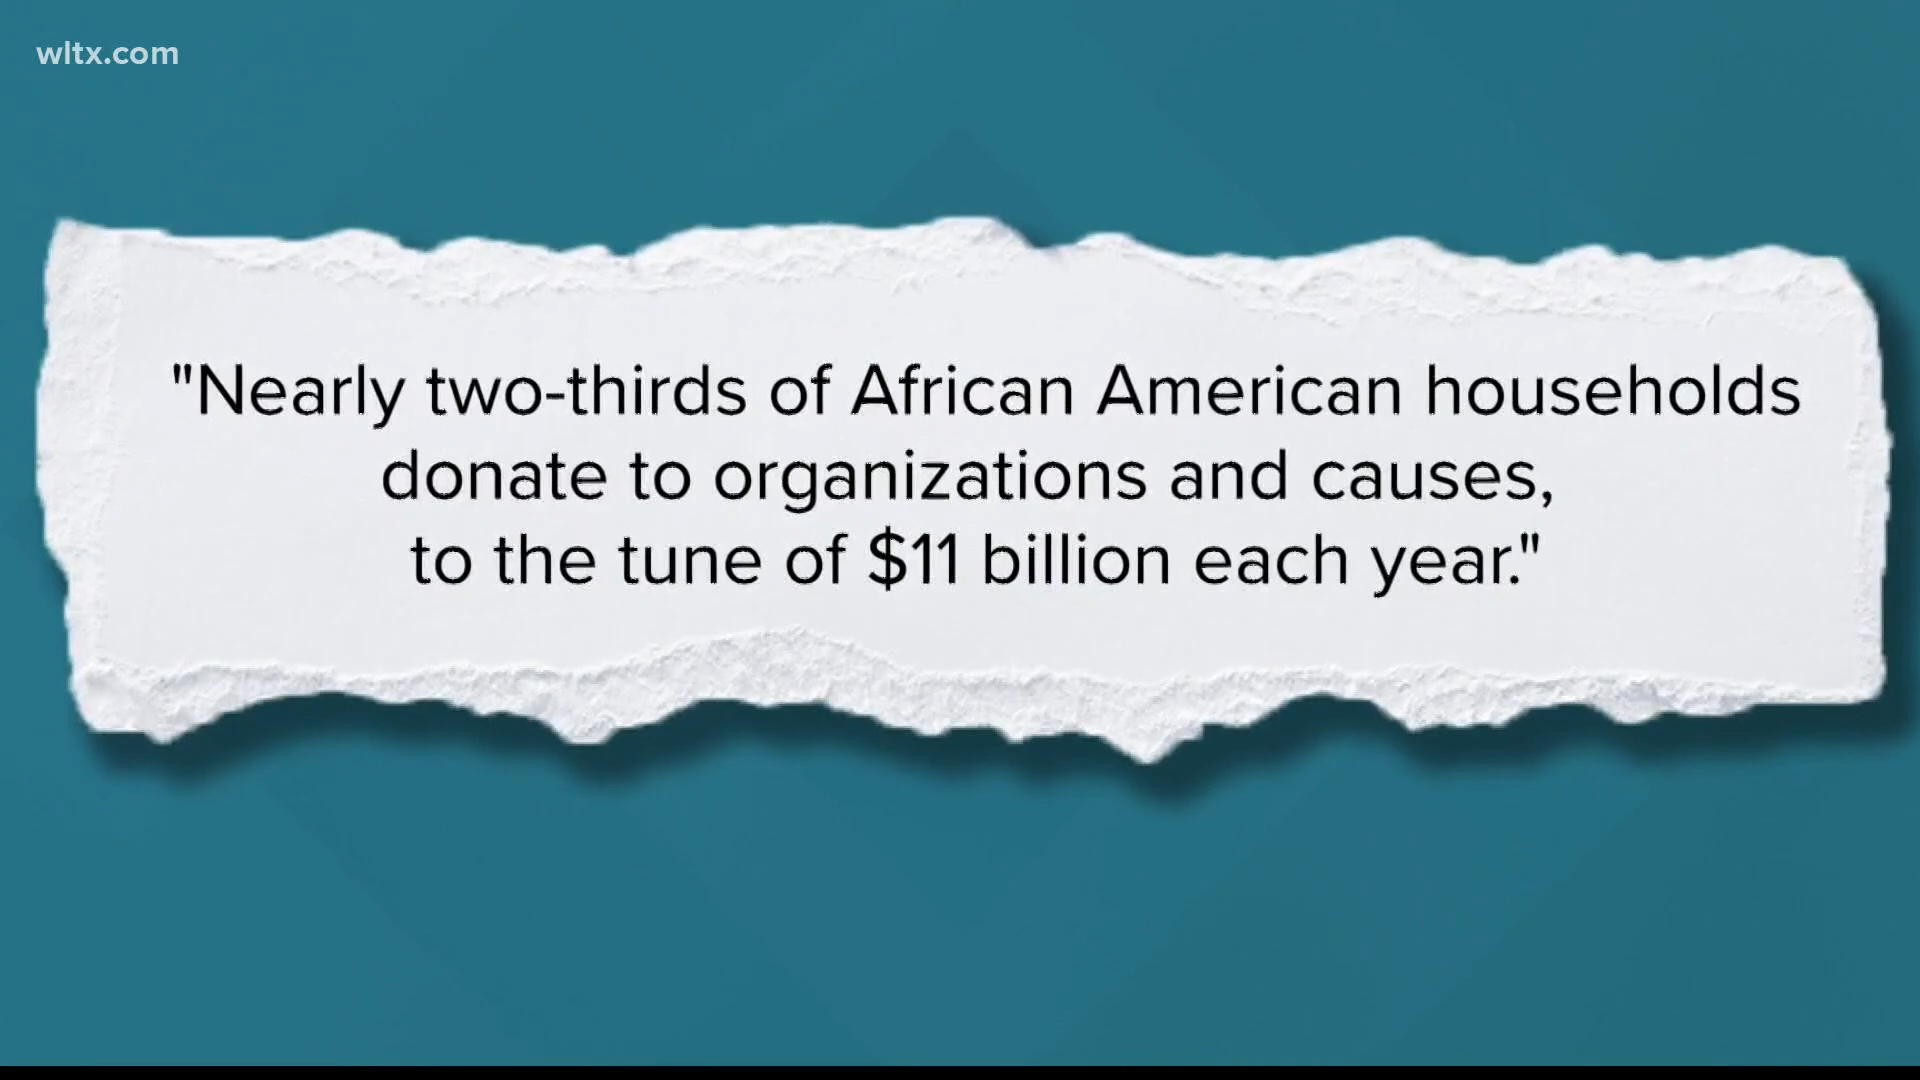 wltx.com
"Nearly two-thirds of African American households
donate to organizations and causes,
to the tune of $11 billion each year."